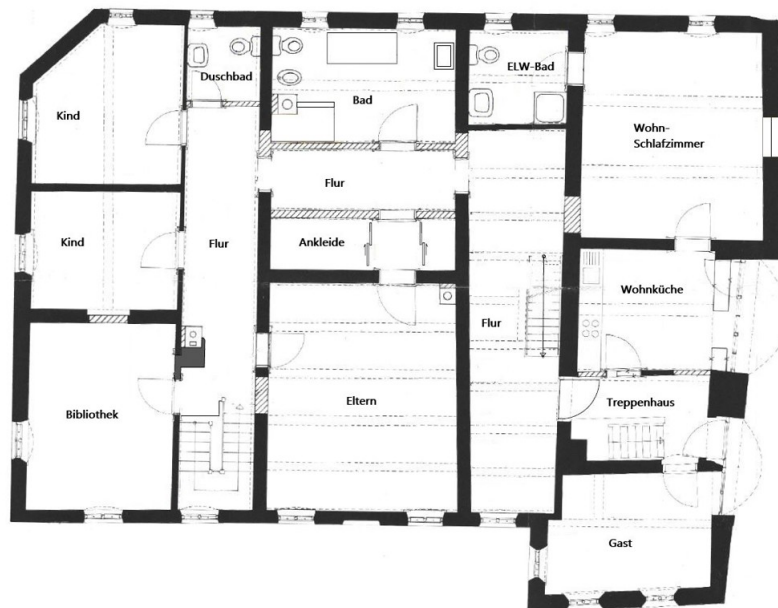 Duschbad
ELW-Bad
Kind
Bad
Wohn-
Schlafzimmer
Flur
Kind
Flur
Ankleide
Wohnküche
Flur
Eltern
Treppenhaus
Bibliothek
Gast